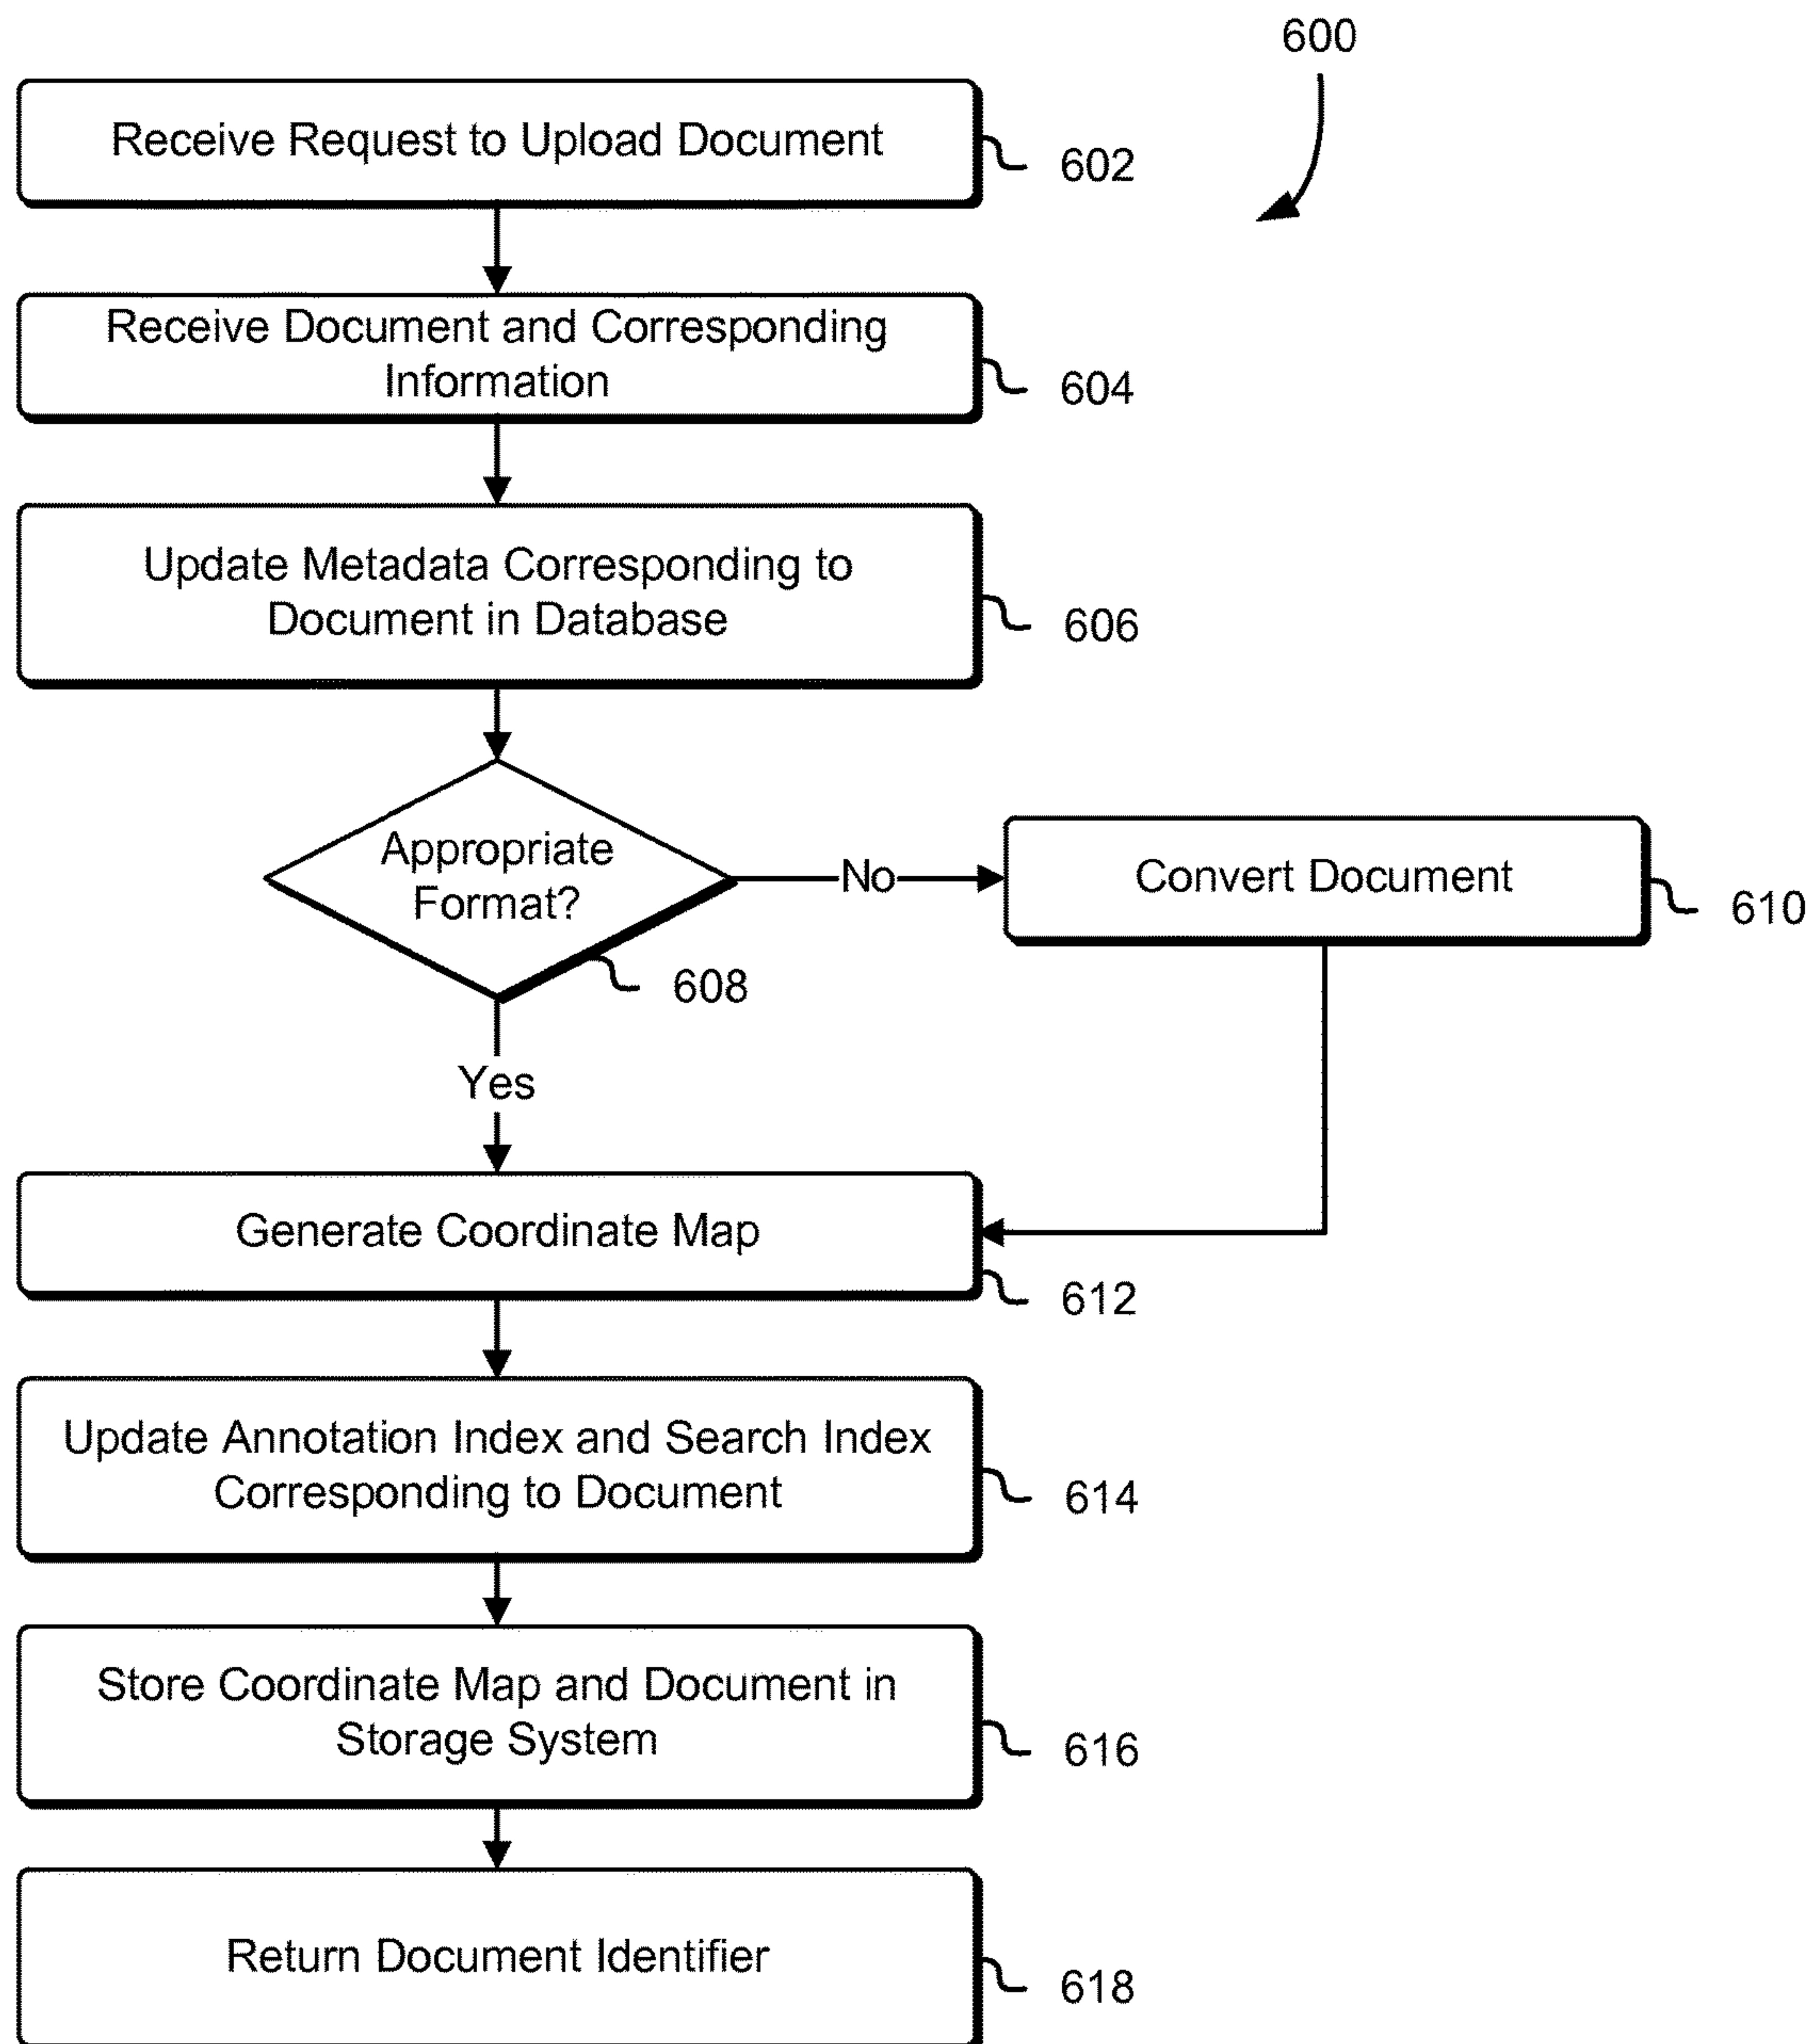 600
Receive Request to Upload Document
602
Receive Document and Corresponding
Information
604
Update Metadata Corresponding to
Document in Database
606
Appropriate
Format?
608
No
Convert Document
610
Yes
Generate Coordinate Map
612
Update Annotation Index and Search Index
Corresponding to Document
614
Store Coordinate Map and Document in
Storage System
616
Return Document Identifier
618